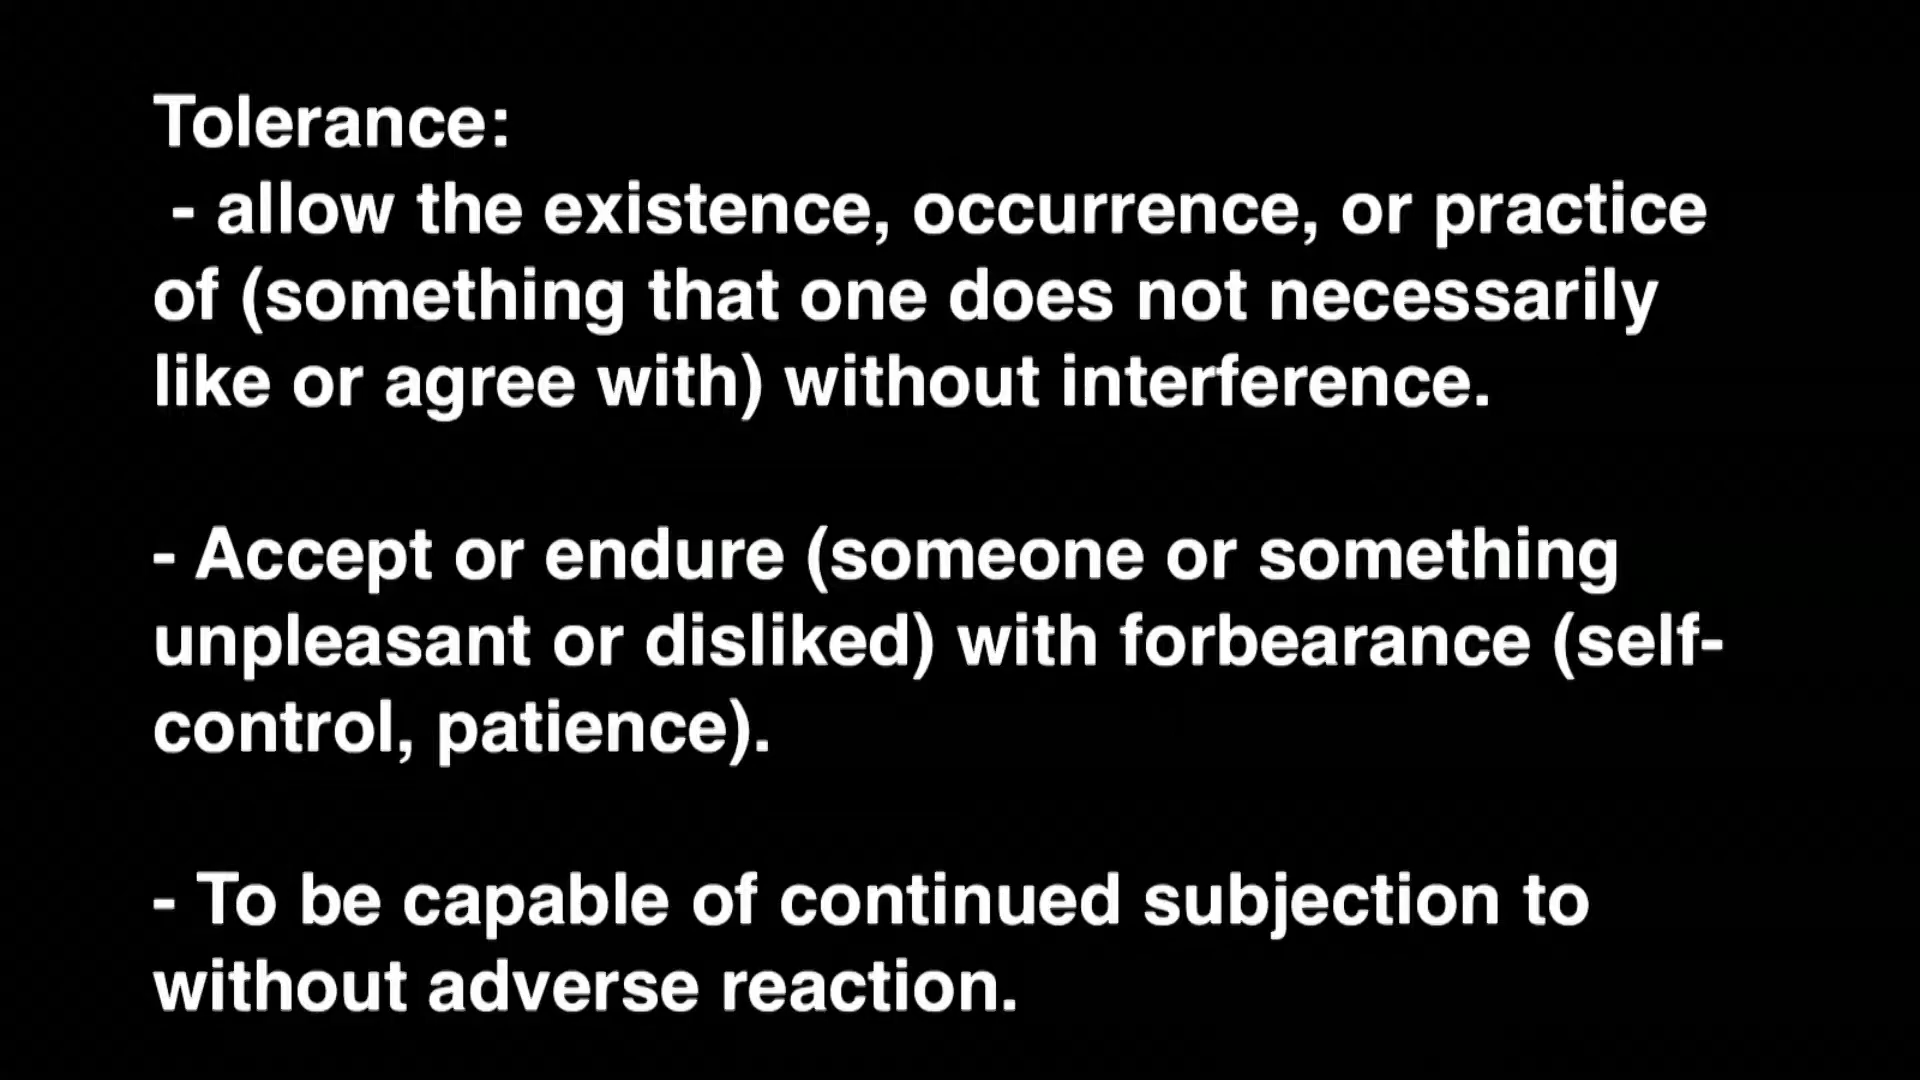 Tolerance:
- allow the existence, occurrence, or practice
of (something that one does not necessarily
like or agree with) without interference.
- Accept or endure (someone or something
unpleasant or disliked) with forbearance (self-
control, patience).
- To be capable of continued subjection to
without adverse reaction.